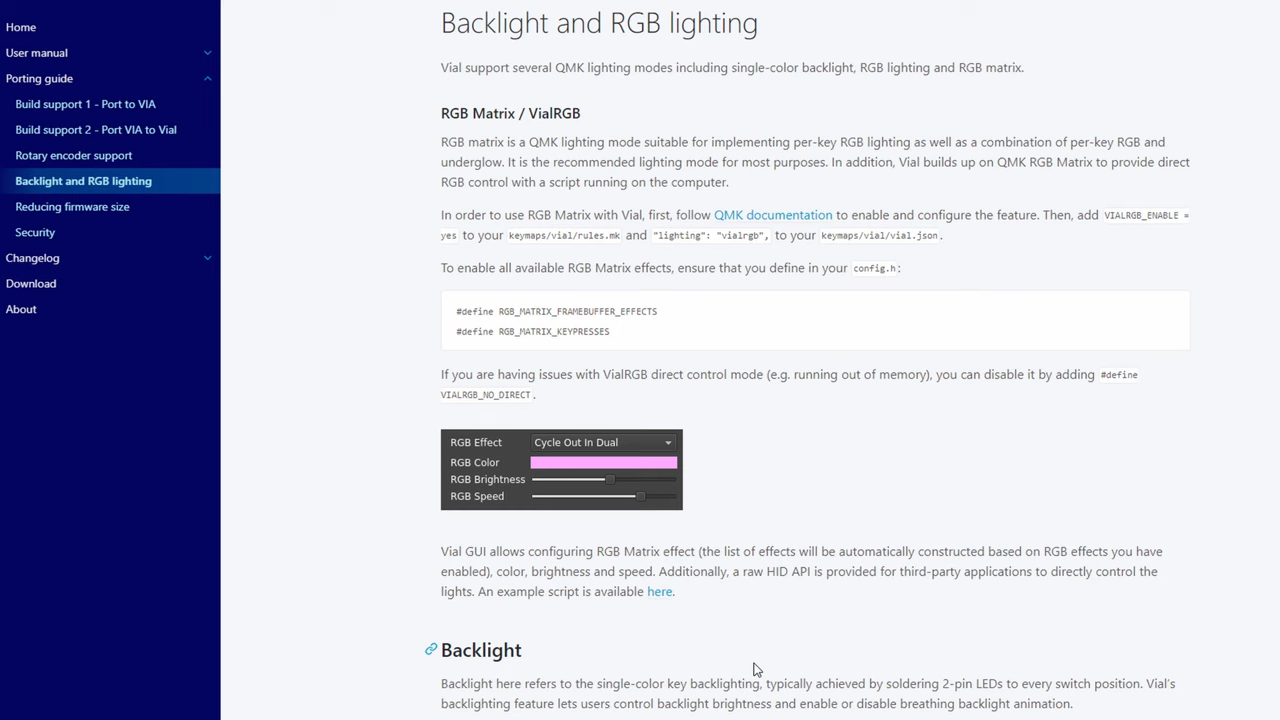 Home
User manual
Porting guide
Build support 1 - Port to VIA
Build support 2 - Port VIA to Vial
Rotary encoder support
Backlight and RGB lighting
Reducing firmware size
Security
Changelog
Download
About
Backlight and RGB lighting
Vial support several QMK lighting modes including single-color backlight, RGB lighting and RGB matrix.
RGB Matrix / VialRGB
RGB matrix is a QMK lighting mode suitable for implementing per-key RGB lighting as well as a combination of per-key RGB and
underglow. It is the recommended lighting mode for most purposes. In addition, Vial builds up on QMK RGB Matrix to provide direct
RGB control with a script running on the computer.
In order to use RGB Matrix with Vial, first, follow QMK documentation to enable and configure the feature. Then, add VIALRGB_ENABLE =
yes to your keymaps/vial/rules.mk and "lighting": "vialrgb", to your keymaps/vial/vial.json.
To enable all available RGB Matrix effects, ensure that you define in your config.h:
#define RGB_MATRIX_FRAMEBUFFER_EFFECTS
#define RGB_MATRIX_KEYPRESSES
If you are having issues with VialRGB direct control mode (e.g. running out of memory), you can disable it by adding #define
VIALRGB_NO_DIRECT.
RGB Effect Cycle Out In Dual
RGB Color
RGB Brightness
RGB Speed
Vial GUI allows configuring RGB Matrix effect (the list of effects will be automatically constructed based on RGB effects you have
enabled), color, brightness and speed. Additionally, a raw HID API is provided for third-party applications to directly control the
lights. An example script is available here.
Backlight
Backlight here refers to the single-color key backlighting, typically achieved by soldering 2-pin LEDs to every switch position. Vial's
backlighting feature lets users control backlight brightness and enable or disable breathing backlight animation.